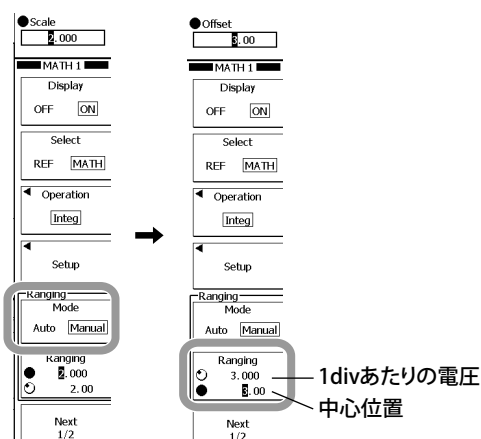 Scale
2.000
MATH 1
Display
OFF ON
Select
REF MATH
Operation
Integ
Setup
Ranging
Mode
Auto Manual
Ranging
2.000
2.00
Next
1/2
Offset
3.00
MATH 1
Display
OFF ON
Select
REF MATH
Operation
Integ
Setup
Ranging
Mode
Auto Manual
Ranging
3.000
3.00
Next
1/2
1divあたりの電圧
中心位置